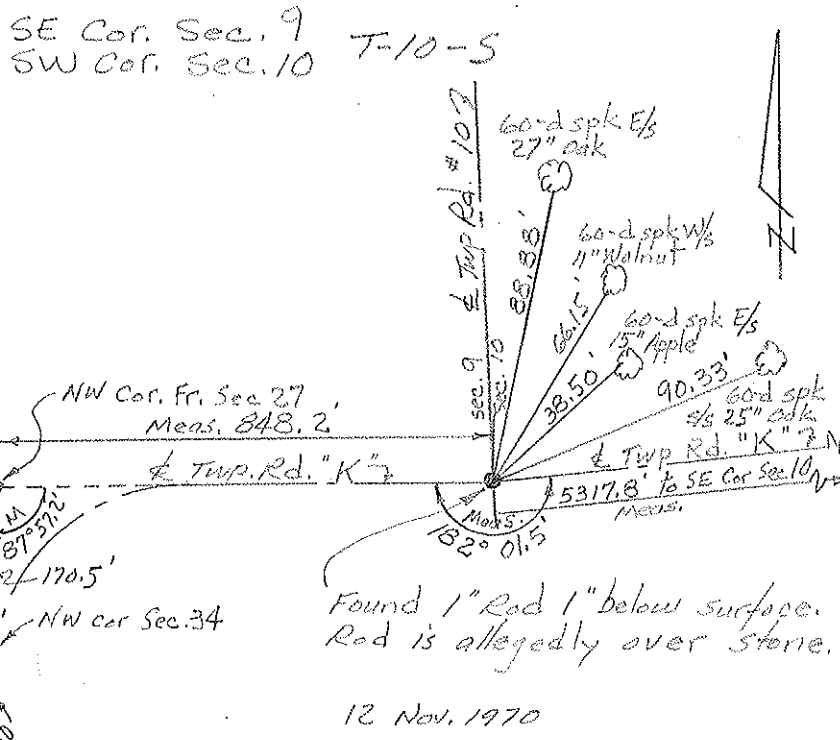 SE Cor. Sec. 9
SW Cor. Sec. 10
T-10-S
℄ Twp Rd. # 107
sec. 9
sec. 10
60-d spk E/s
27" Oak
88.88'
60-d spk W/s
11" Walnut
66.15'
60-d spk E/s
15" Apple
38.50'
90.33'
60-d spk
S/s 25" Oak
N
NW Cor. Fr. Sec 27
Meas. 848.2'
℄ Twp. Rd. "K"
℄ Twp Rd. "K"
5317.8' to SE Cor Sec 10
Meas.
Meas.
182° 01.5'
M
87°57.2'
170.5'
NW cor Sec. 34
Found 1" Rod 1" below surface.
Rod is allegedly over stone.
12 Nov. 1970